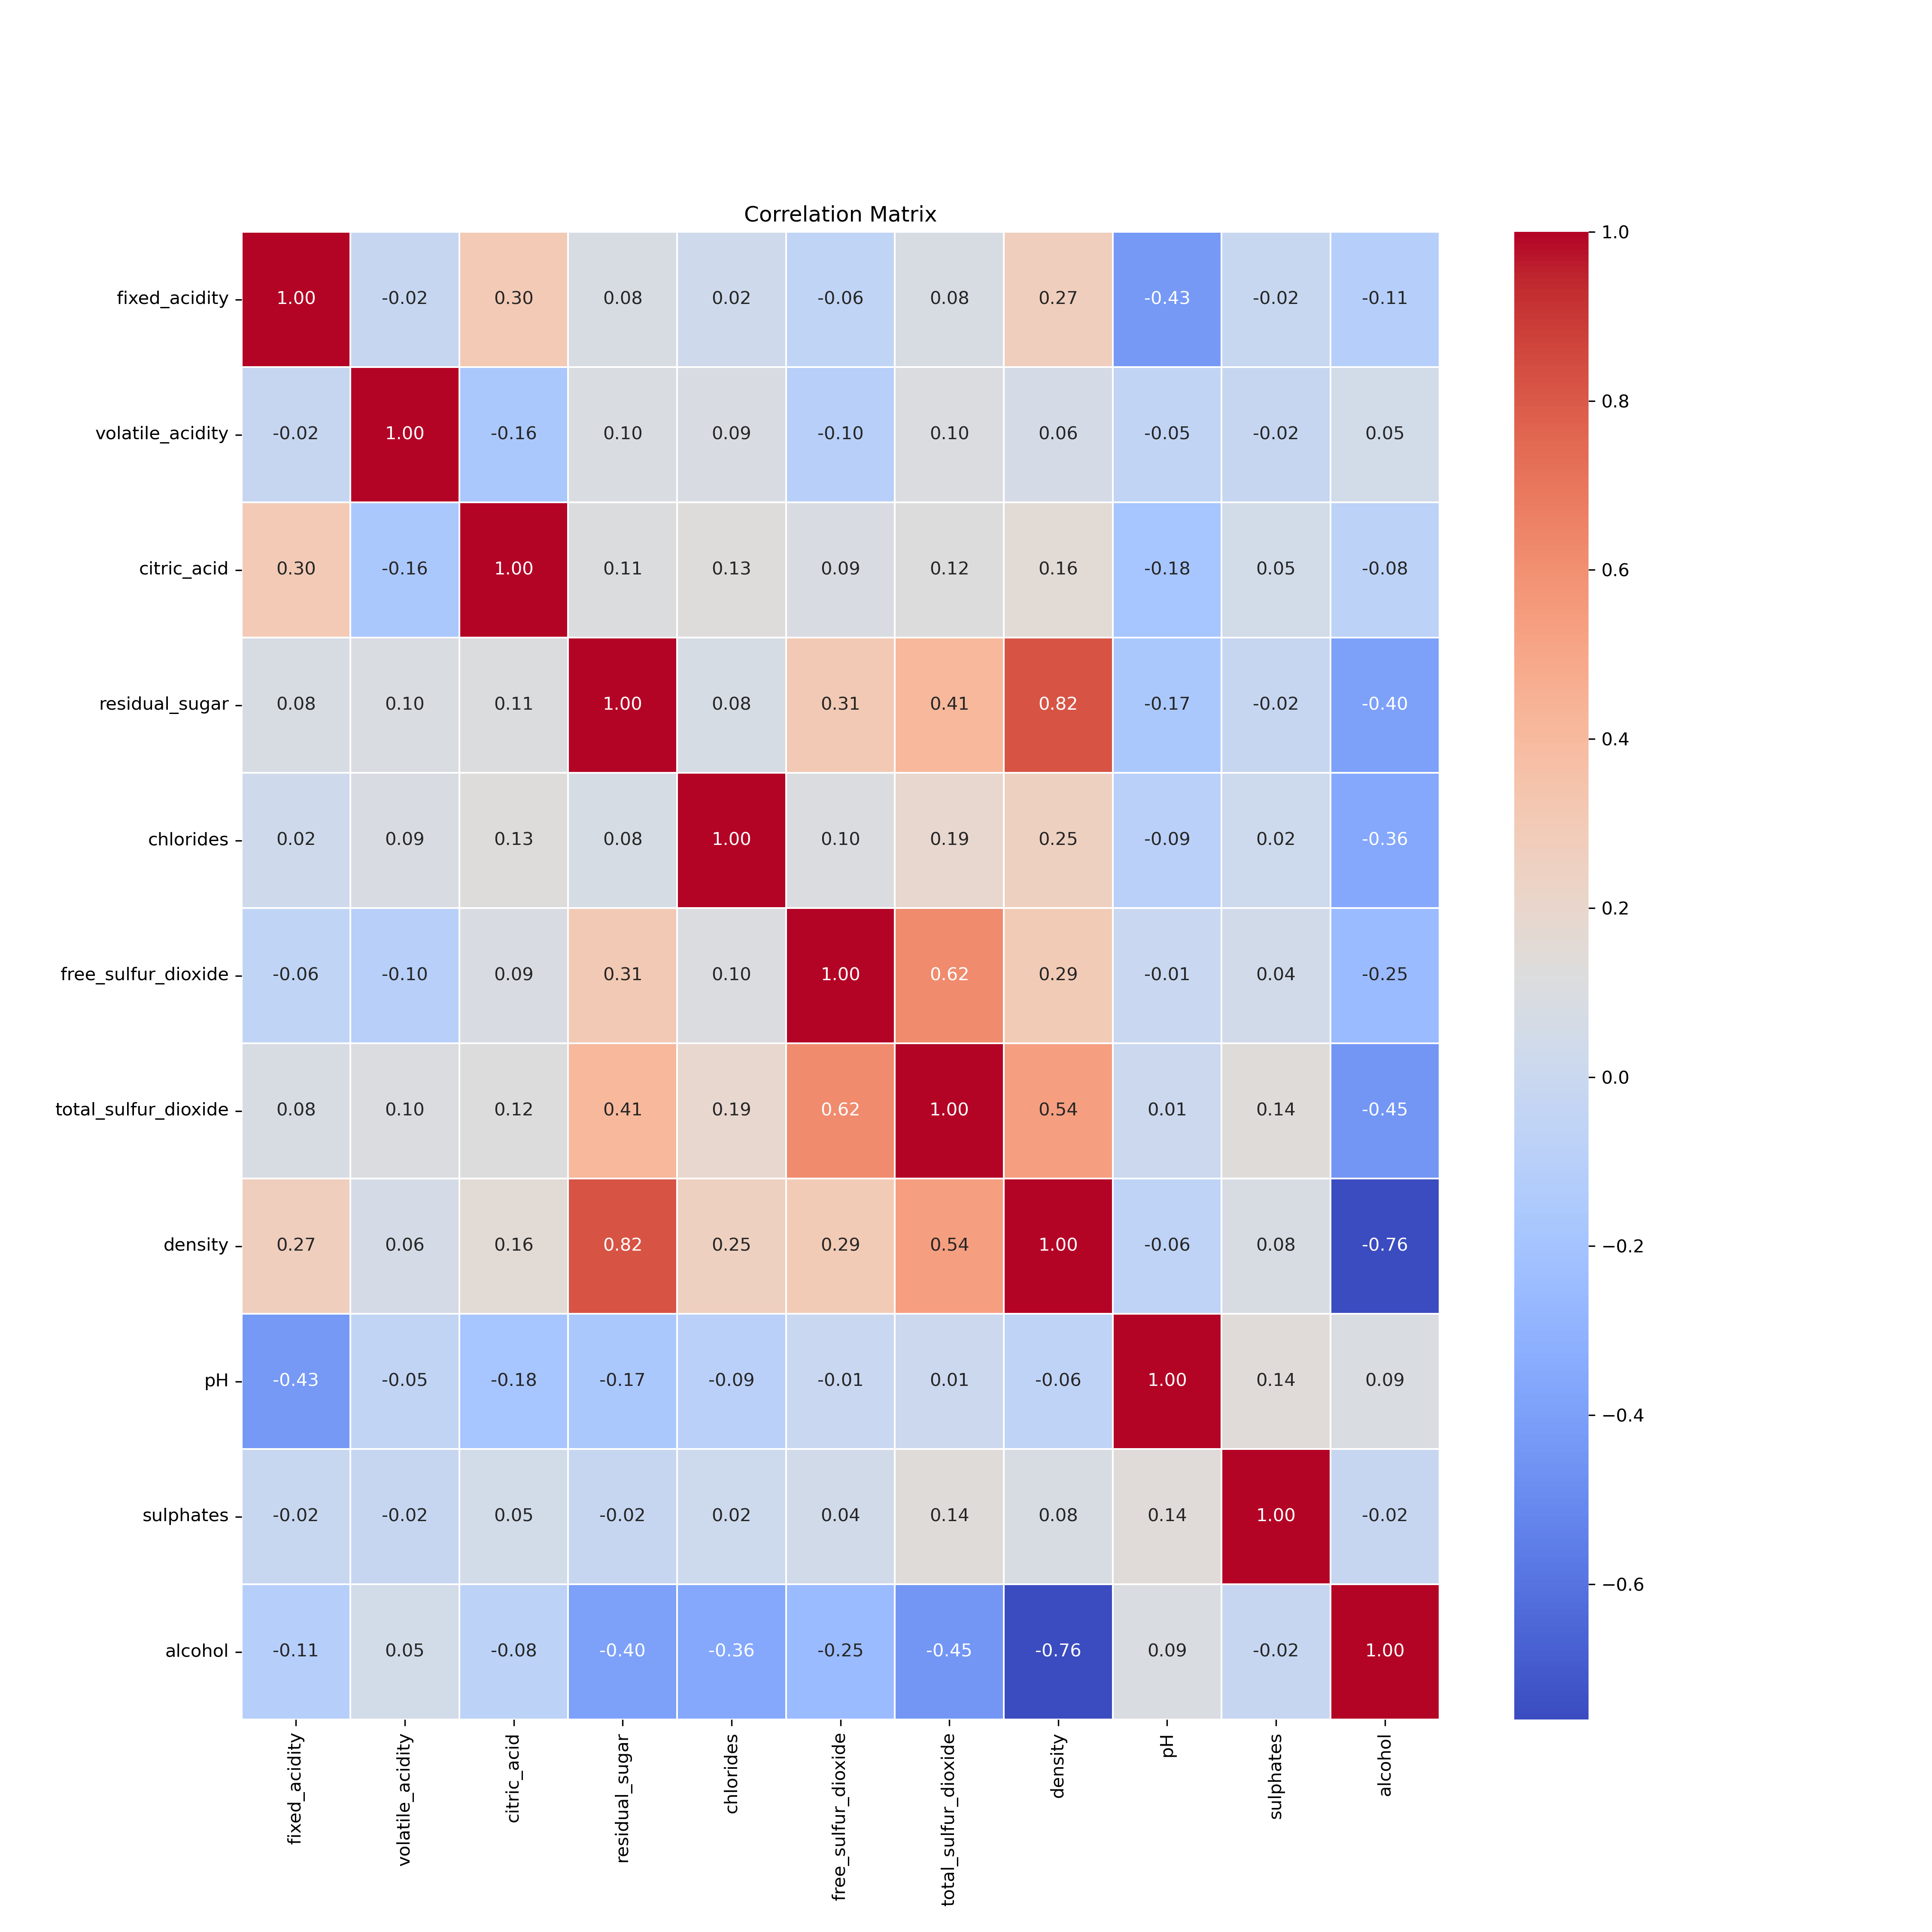 Correlation Matrix
fixed_acidity 1.00 -0.02 0.30 0.08 0.02 -0.06 0.08 0.27 -0.43 -0.02 -0.11
volatile_acidity -0.02 1.00 -0.16 0.10 0.09 -0.10 0.10 0.06 -0.05 -0.02 0.05
citric_acid 0.30 -0.16 1.00 0.11 0.13 0.09 0.12 0.16 -0.18 0.05 -0.08
residual_sugar 0.08 0.10 0.11 1.00 0.08 0.31 0.41 0.82 -0.17 -0.02 -0.40
chlorides 0.02 0.09 0.13 0.08 1.00 0.10 0.19 0.25 -0.09 0.02 -0.36
free_sulfur_dioxide -0.06 -0.10 0.09 0.31 0.10 1.00 0.62 0.29 -0.01 0.04 -0.25
total_sulfur_dioxide 0.08 0.10 0.12 0.41 0.19 0.62 1.00 0.54 0.01 0.14 -0.45
density 0.27 0.06 0.16 0.82 0.25 0.29 0.54 1.00 -0.06 0.08 -0.76
pH -0.43 -0.05 -0.18 -0.17 -0.09 -0.01 0.01 -0.06 1.00 0.14 0.09
sulphates -0.02 -0.02 0.05 -0.02 0.02 0.04 0.14 0.08 0.14 1.00 -0.02
alcohol -0.11 0.05 -0.08 -0.40 -0.36 -0.25 -0.45 -0.76 0.09 -0.02 1.00
fixed_acidity volatile_acidity citric_acid residual_sugar chlorides free_sulfur_dioxide total_sulfur_dioxide density pH sulphates alcohol
1.0
0.8
0.6
0.4
0.2
0.0
−0.2
−0.4
−0.6